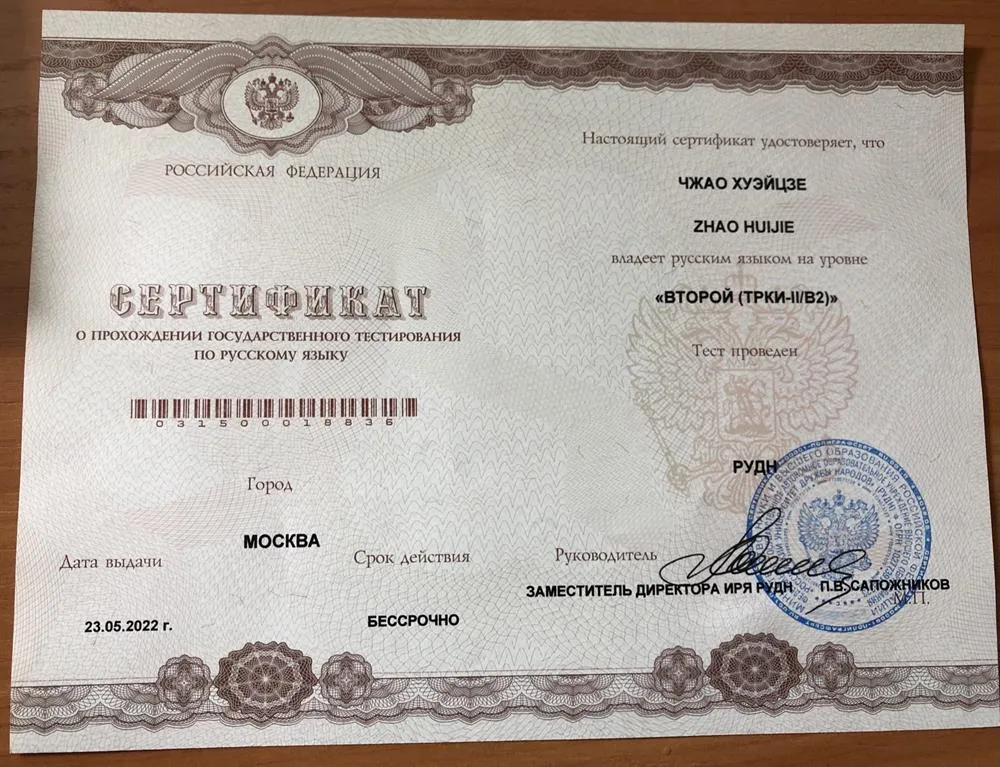 РОССИЙСКАЯ ФЕДЕРАЦИЯ
СЕРТИФИКАТ
О ПРОХОЖДЕНИИ ГОСУДАРСТВЕННОГО ТЕСТИРОВАНИЯ
ПО РУССКОМУ ЯЗЫКУ
031500018836
Город
МОСКВА
Дата выдачи
23.05.2022 г.
Срок действия
БЕССРОЧНО
Настоящий сертификат удостоверяет, что
ЧЖАО ХУЭЙЦЗЕ
ZHAO HUIJIE
владеет русским языком на уровне
«ВТОРОЙ (ТРКИ-II/B2)»
Тест проведен
РУДН
Руководитель
ЗАМЕСТИТЕЛЬ ДИРЕКТОРА ИРЯ РУДН П.В. САПОЖНИКОВ
М.П.